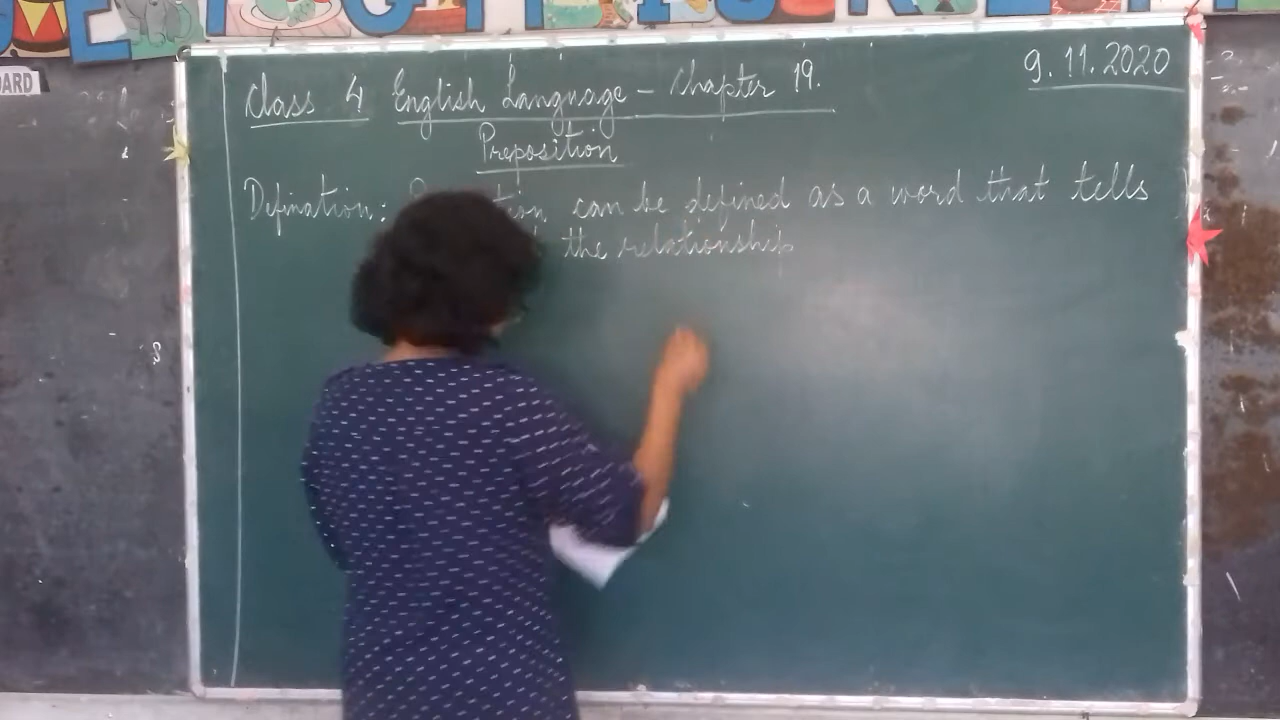 ARD
Class 4 English Language - Chapter 19.
9.11.2020
Preposition
Defination: can be defined as a word that tells
the relationship